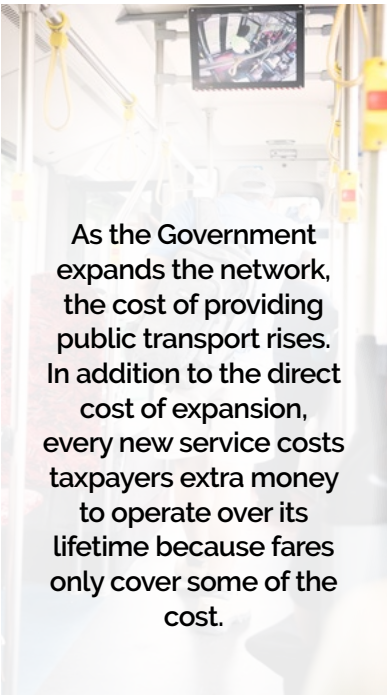 As the Government
expands the network,
the cost of providing
public transport rises.
In addition to the direct
cost of expansion,
every new service costs
taxpayers extra money
to operate over its
lifetime because fares
only cover some of the
cost.